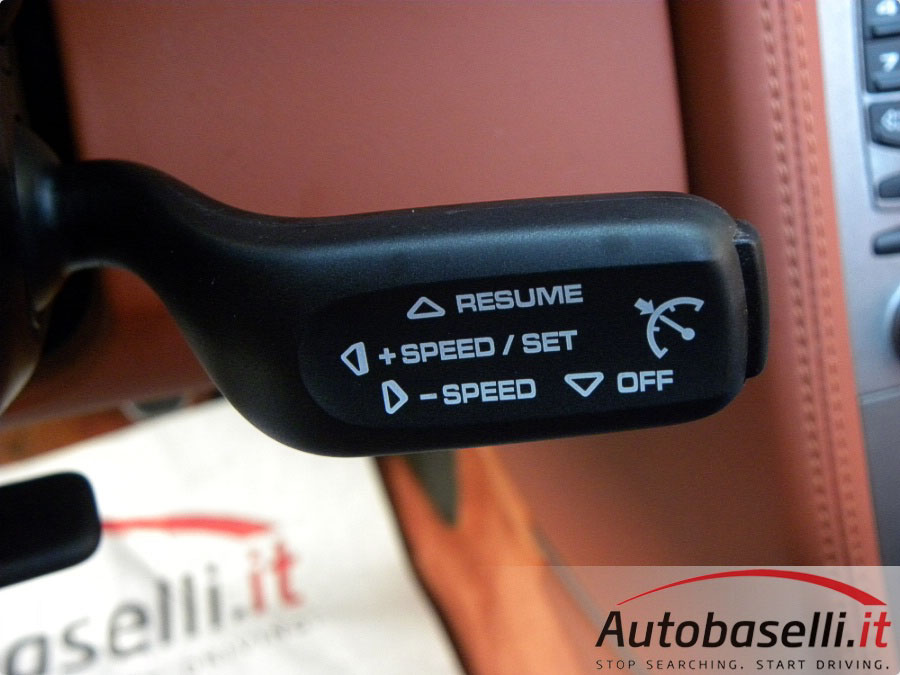 RESUME
+ SPEED / SET
- SPEED OFF
aselli.it
Autobaselli.it
STOP SEARCHING. START DRIVING.